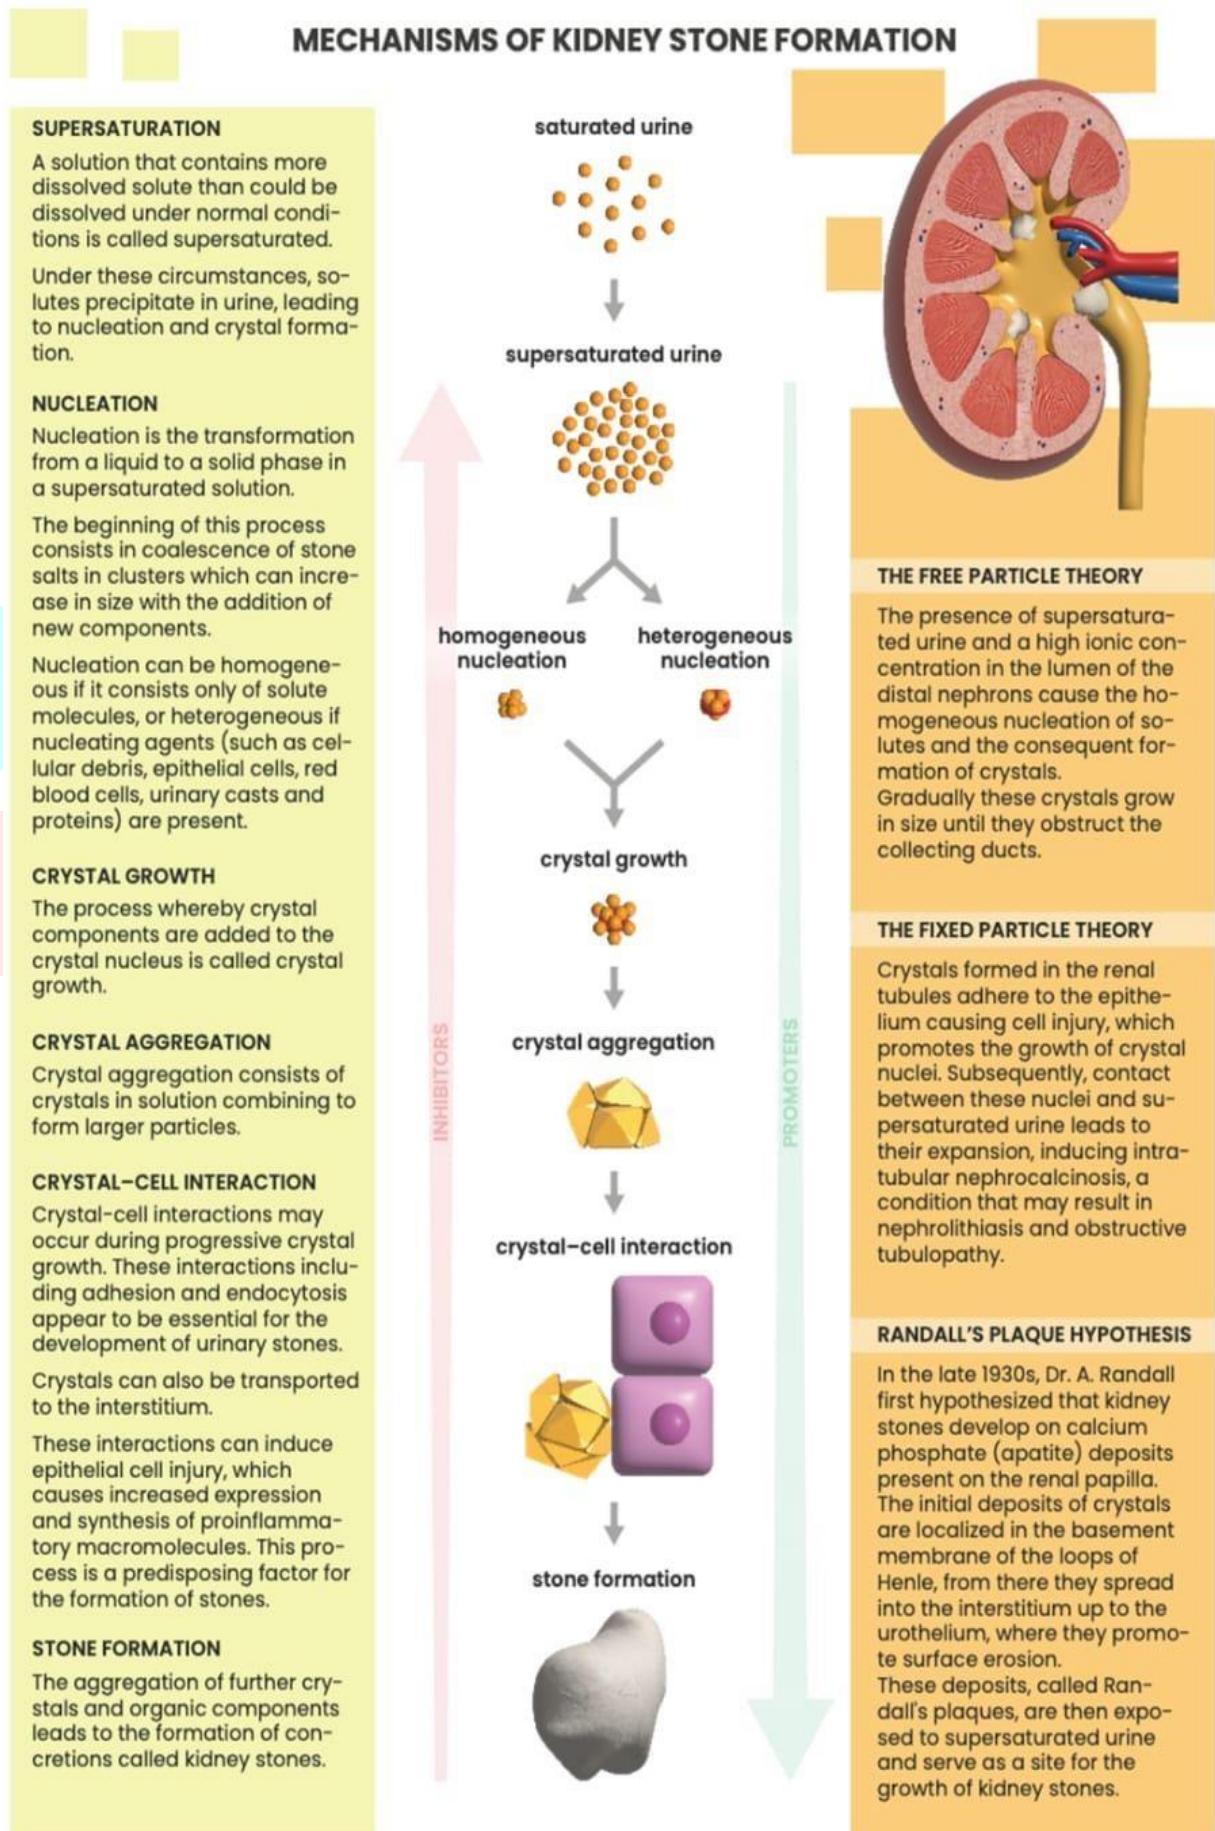 MECHANISMS OF KIDNEY STONE FORMATION
SUPERSATURATION
A solution that contains more
dissolved solute than could be
dissolved under normal condi-
tions is called supersaturated.
Under these circumstances, so-
lutes precipitate in urine, leading
to nucleation and crystal forma-
tion.
NUCLEATION
Nucleation is the transformation
from a liquid to a solid phase in
a supersaturated solution.
The beginning of this process
consists in coalescence of stone
salts in clusters which can incre-
ase in size with the addition of
new components.
Nucleation can be homogene-
ous if it consists only of solute
molecules, or heterogeneous if
nucleating agents (such as cel-
lular debris, epithelial cells, red
blood cells, urinary casts and
proteins) are present.
CRYSTAL GROWTH
The process whereby crystal
components are added to the
crystal nucleus is called crystal
growth.
CRYSTAL AGGREGATION
Crystal aggregation consists of
crystals in solution combining to
form larger particles.
CRYSTAL-CELL INTERACTION
Crystal-cell interactions may
occur during progressive crystal
growth. These interactions inclu-
ding adhesion and endocytosis
appear to be essential for the
development of urinary stones.
Crystals can also be transported
to the interstitium.
These interactions can induce
epithelial cell injury, which
causes increased expression
and synthesis of proinflamma-
tory macromolecules. This pro-
cess is a predisposing factor for
the formation of stones.
STONE FORMATION
The aggregation of further cry-
stals and organic components
leads to the formation of con-
cretions called kidney stones.
saturated urine
supersaturated urine
homogeneous
nucleation
heterogeneous
nucleation
crystal growth
crystal aggregation
crystal-cell interaction
stone formation
INHIBITORS
PROMOTERS
THE FREE PARTICLE THEORY
The presence of supersatura-
ted urine and a high ionic con-
centration in the lumen of the
distal nephrons cause the ho-
mogeneous nucleation of so-
lutes and the consequent for-
mation of crystals.
Gradually these crystals grow
in size until they obstruct the
collecting ducts.
THE FIXED PARTICLE THEORY
Crystals formed in the renal
tubules adhere to the epithe-
lium causing cell injury, which
promotes the growth of crystal
nuclei. Subsequently, contact
between these nuclei and su-
persaturated urine leads to
their expansion, inducing intra-
tubular nephrocalcinosis, a
condition that may result in
nephrolithiasis and obstructive
tubulopathy.
RANDALL'S PLAQUE HYPOTHESIS
In the late 1930s, Dr. A. Randall
first hypothesized that kidney
stones develop on calcium
phosphate (apatite) deposits
present on the renal papilla.
The initial deposits of crystals
are localized in the basement
membrane of the loops of
Henle, from there they spread
into the interstitium up to the
urothelium, where they promo-
te surface erosion.
These deposits, called Ran-
dall's plaques, are then expo-
sed to supersaturated urine
and serve as a site for the
growth of kidney stones.